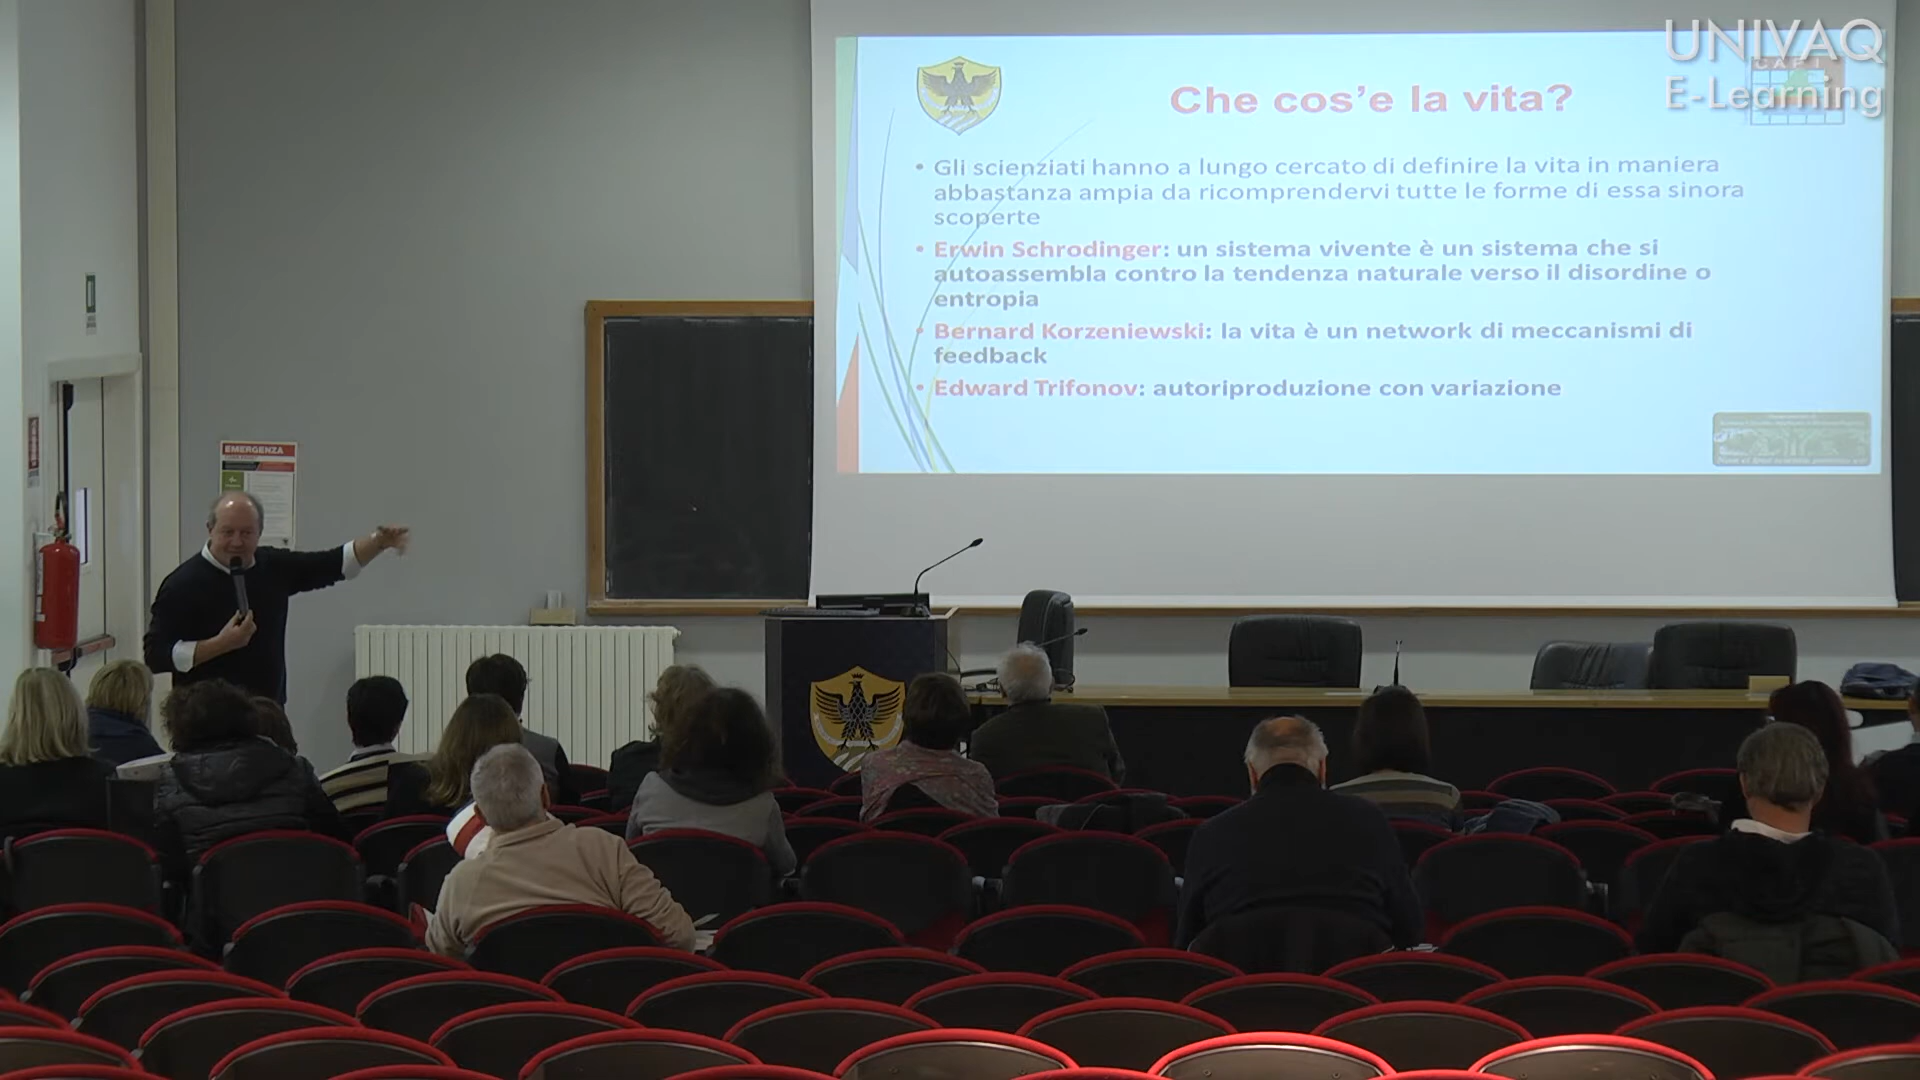 UNIVAQ
E-Learning
CAPI
Che cos'e la vita?
• Gli scienziati hanno a lungo cercato di definire la vita in maniera
abbastanza ampia da ricomprendervi tutte le forme di essa sinora
scoperte
• Erwin Schrodinger: un sistema vivente è un sistema che si
autoassembla contro la tendenza naturale verso il disordine o
entropia
• Bernard Korzeniewski: la vita è un network di meccanismi di
feedback
• Edward Trifonov: autoriproduzione con variazione
EMERGENZA